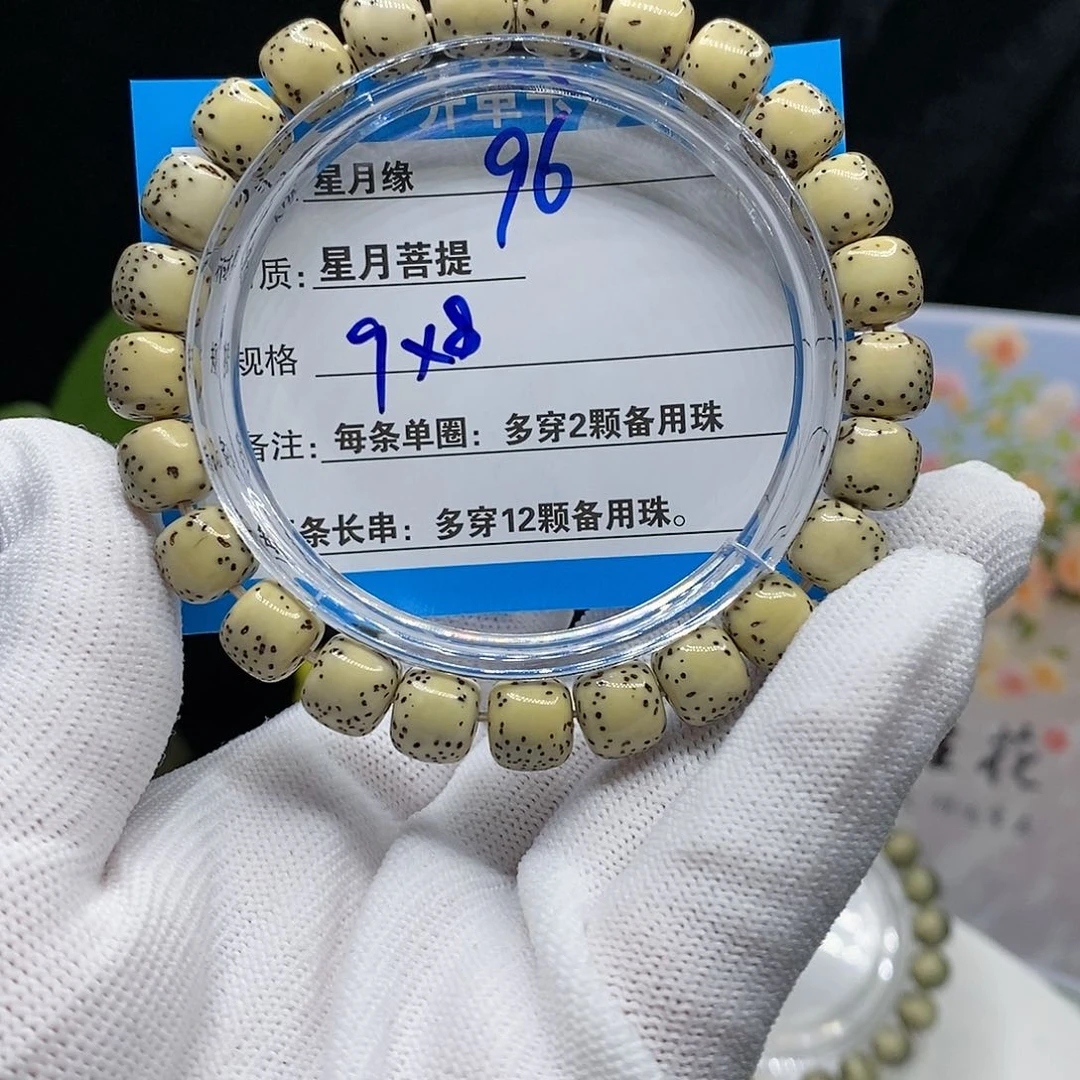 星月缘
96
质: 星月菩提
规格 9x8
备注: 每条单圈: 多穿2颗备用珠
条长串: 多穿12颗备用珠。
花